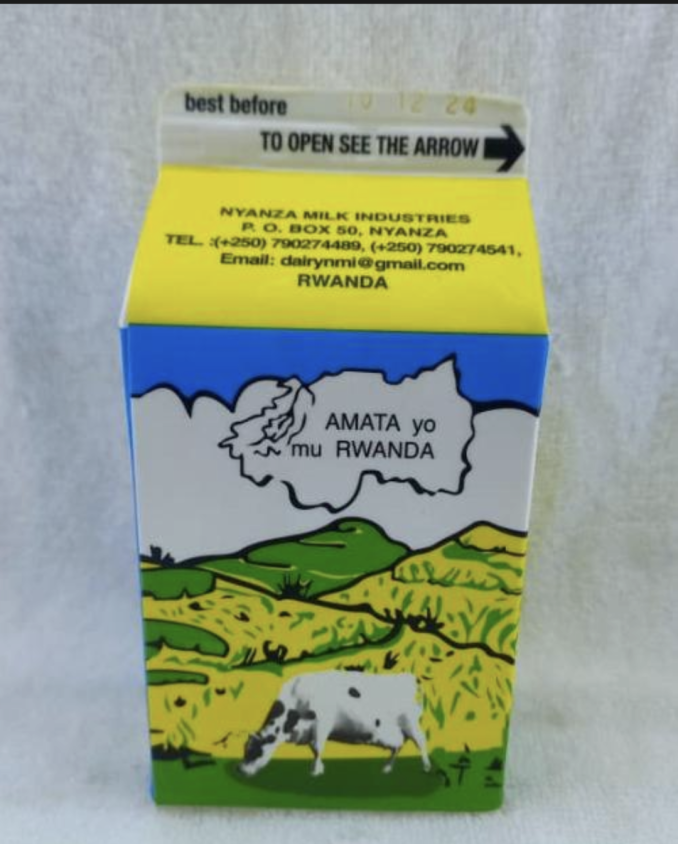 best before 10 12 24
TO OPEN SEE THE ARROW
NYANZA MILK INDUSTRIES
P. O. BOX 50, NYANZA
TEL. :(+250) 790274489, (+250) 790274541,
Email: dairynmi@gmail.com
RWANDA
AMATA yo
mu RWANDA